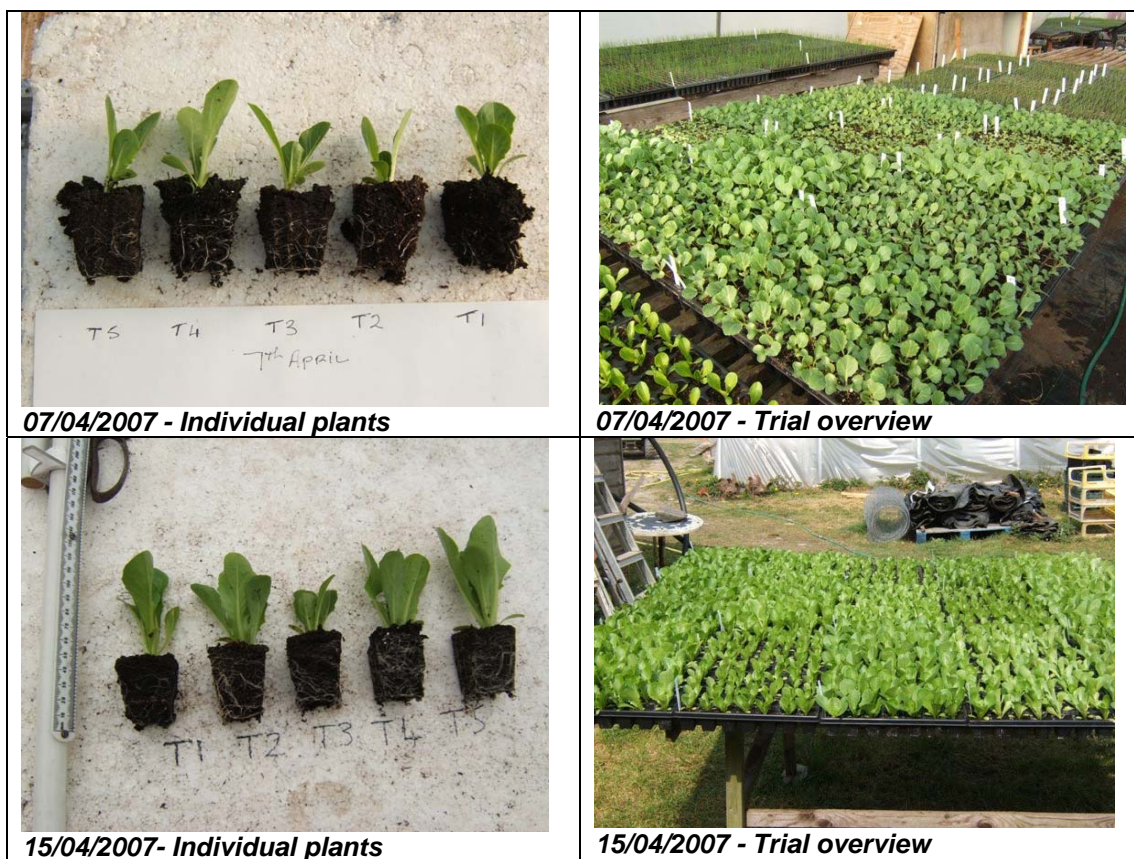 T5 T4 T3 T2 T1
7th APRIL
07/04/2007 - Individual plants
07/04/2007 - Trial overview
T1 T2 T3 T4 T5
15/04/2007- Individual plants
15/04/2007 - Trial overview